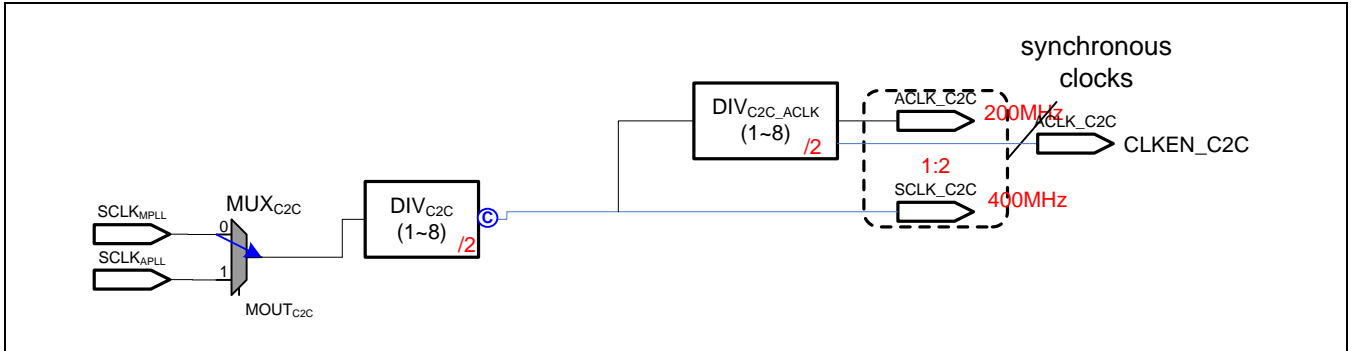 synchronous
clocks
ACLK_C2C
200MHz
ACLK_C2C
CLKEN_C2C
DIVC2C_ACLK
(1~8)
/2
1:2
SCLK_C2C
400MHz
MUXC2C
DIVC2C
(1~8)
/2
C
SCLKMPLL
0
SCLKAPLL
1
MOUTC2C